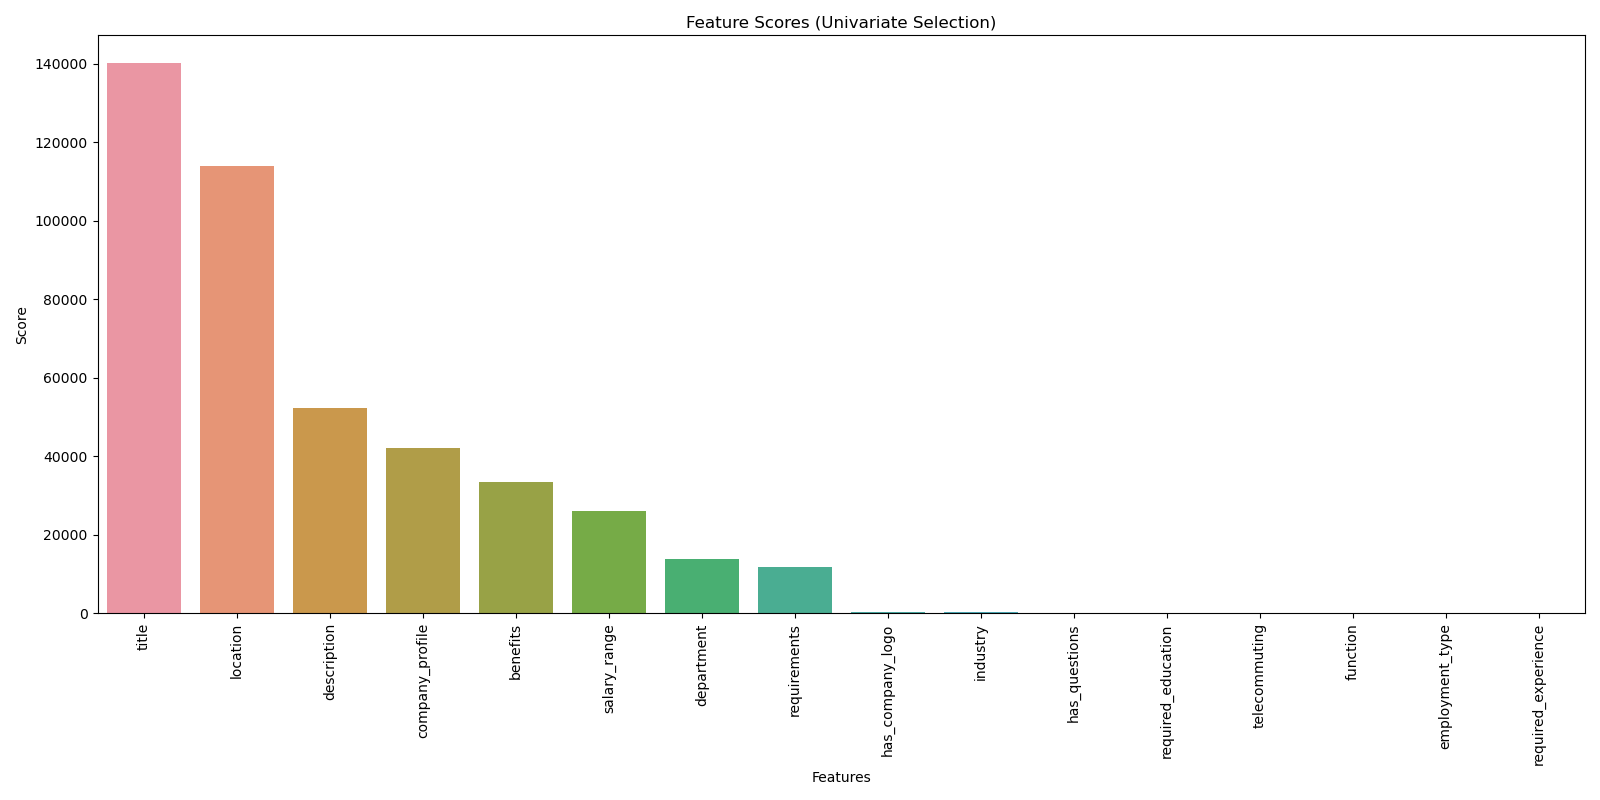 Feature Scores (Univariate Selection)
140000
120000
100000
80000
60000
40000
20000
0
Score
title
location
description
company_profile
benefits
salary_range
department
requirements
has_company_logo
industry
has_questions
required_education
telecommuting
function
employment_type
required_experience
Features